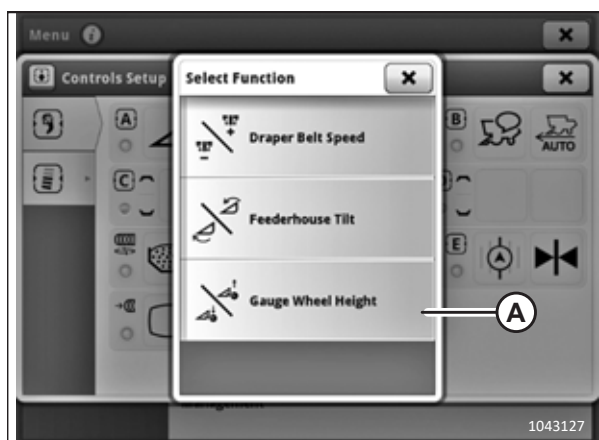 Menu
Controls Setup
Select Function
A
B
Draper Belt Speed
AUTO
C
D
Feederhouse Tilt
E
Gauge Wheel Height
A
1043127